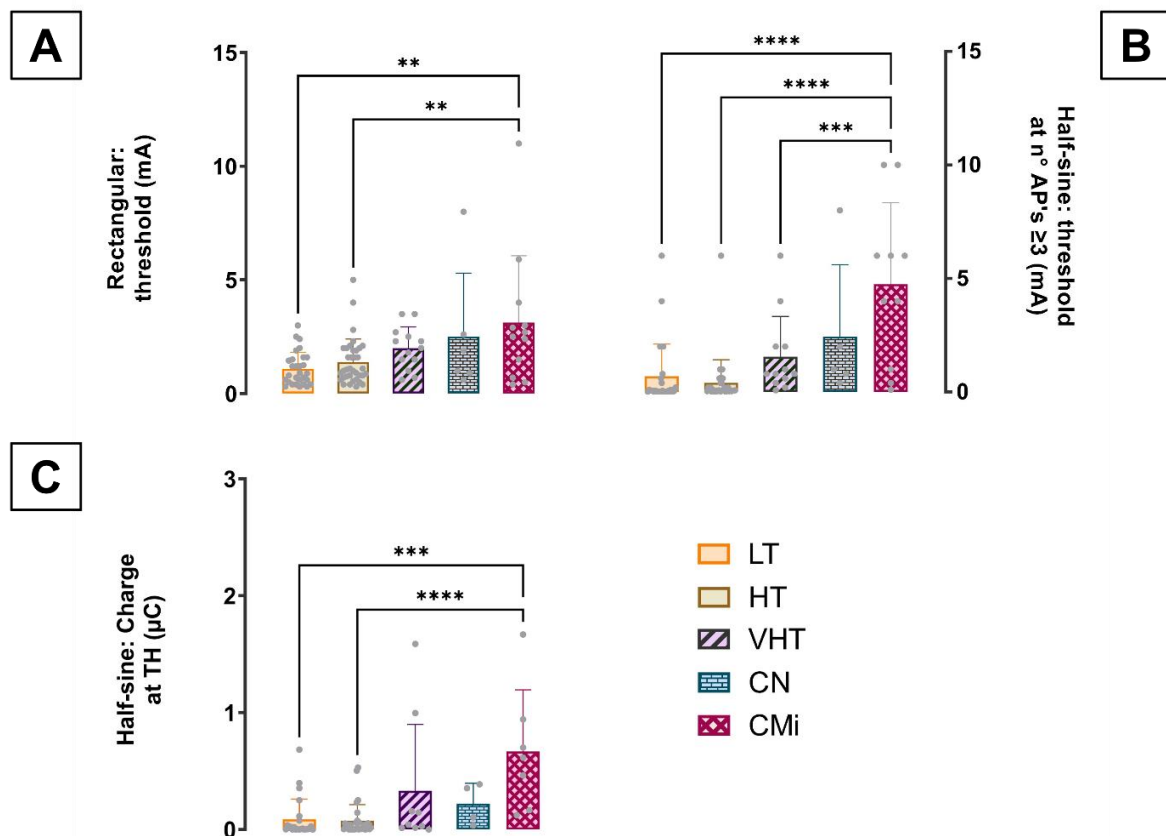 A
Rectangular:
threshold (mA)
15
10
5
0
**
**
B
Half-sine: threshold
at n° AP's ≥3 (mA)
15
10
5
0
****
****
***
C
Half-sine: Charge
at TH (µC)
3
2
1
0
***
****
LT
HT
VHT
CN
CMi